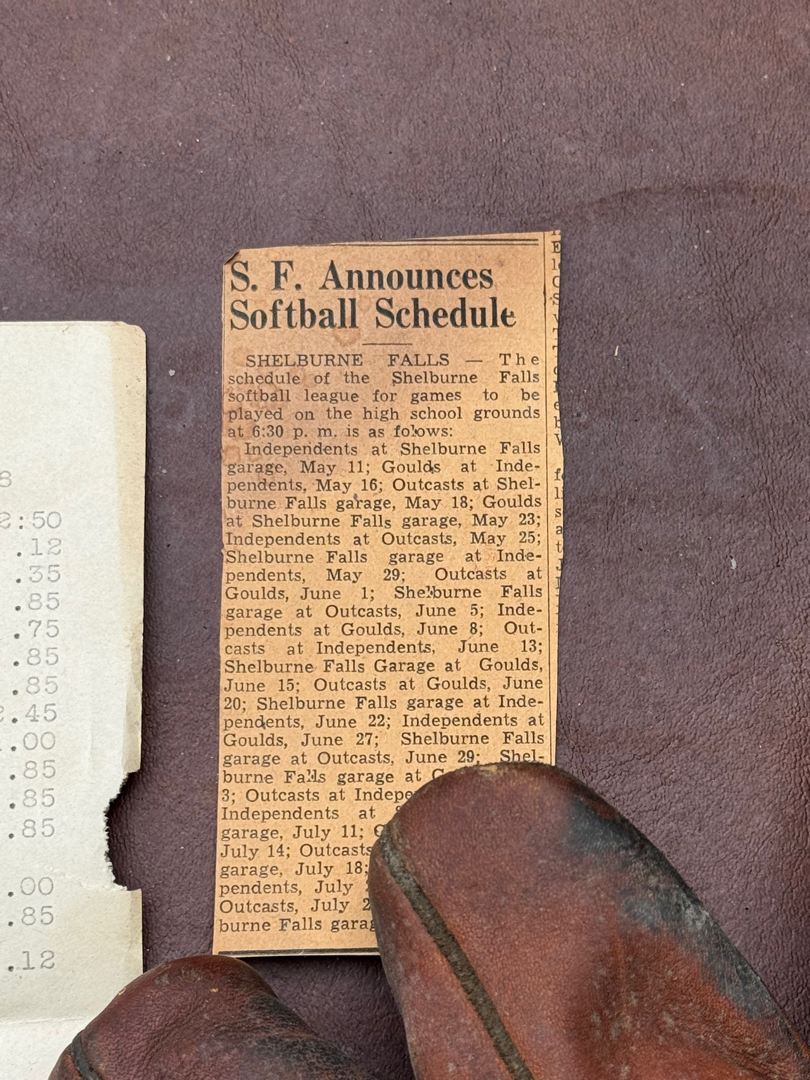 8
2:50
.12
.35
.85
.75
.85
.85
2.45
.00
.85
.85
.85
.00
.85
.12
S. F. Announces
Softball Schedule
SHELBURNE FALLS — The
schedule of the Shelburne Falls
softball league for games to be
played on the high school grounds
at 6:30 p. m. is as folows:
Independents at Shelburne Falls
garage, May 11; Goulds at Inde-
pendents, May 16; Outcasts at Shel-
burne Falls garage, May 18; Goulds
at Shelburne Falls garage, May 23;
Independents at Outcasts, May 25;
Shelburne Falls garage at Inde-
pendents, May 29; Outcasts at
Goulds, June 1; Shelburne Falls
garage at Outcasts, June 5; Inde-
pendents at Goulds, June 8; Out-
casts at Independents, June 13;
Shelburne Falls Garage at Goulds,
June 15; Outcasts at Goulds, June
20; Shelburne Falls garage at Inde-
pendents, June 22; Independents at
Goulds, June 27; Shelburne Falls
garage at Outcasts, June 29; Shel-
burne Falls garage at
3; Outcasts at
Independents at
garage, July 11;
July 14; Outcasts
garage, July 18;
pendents, July
Outcasts, July
burne Falls